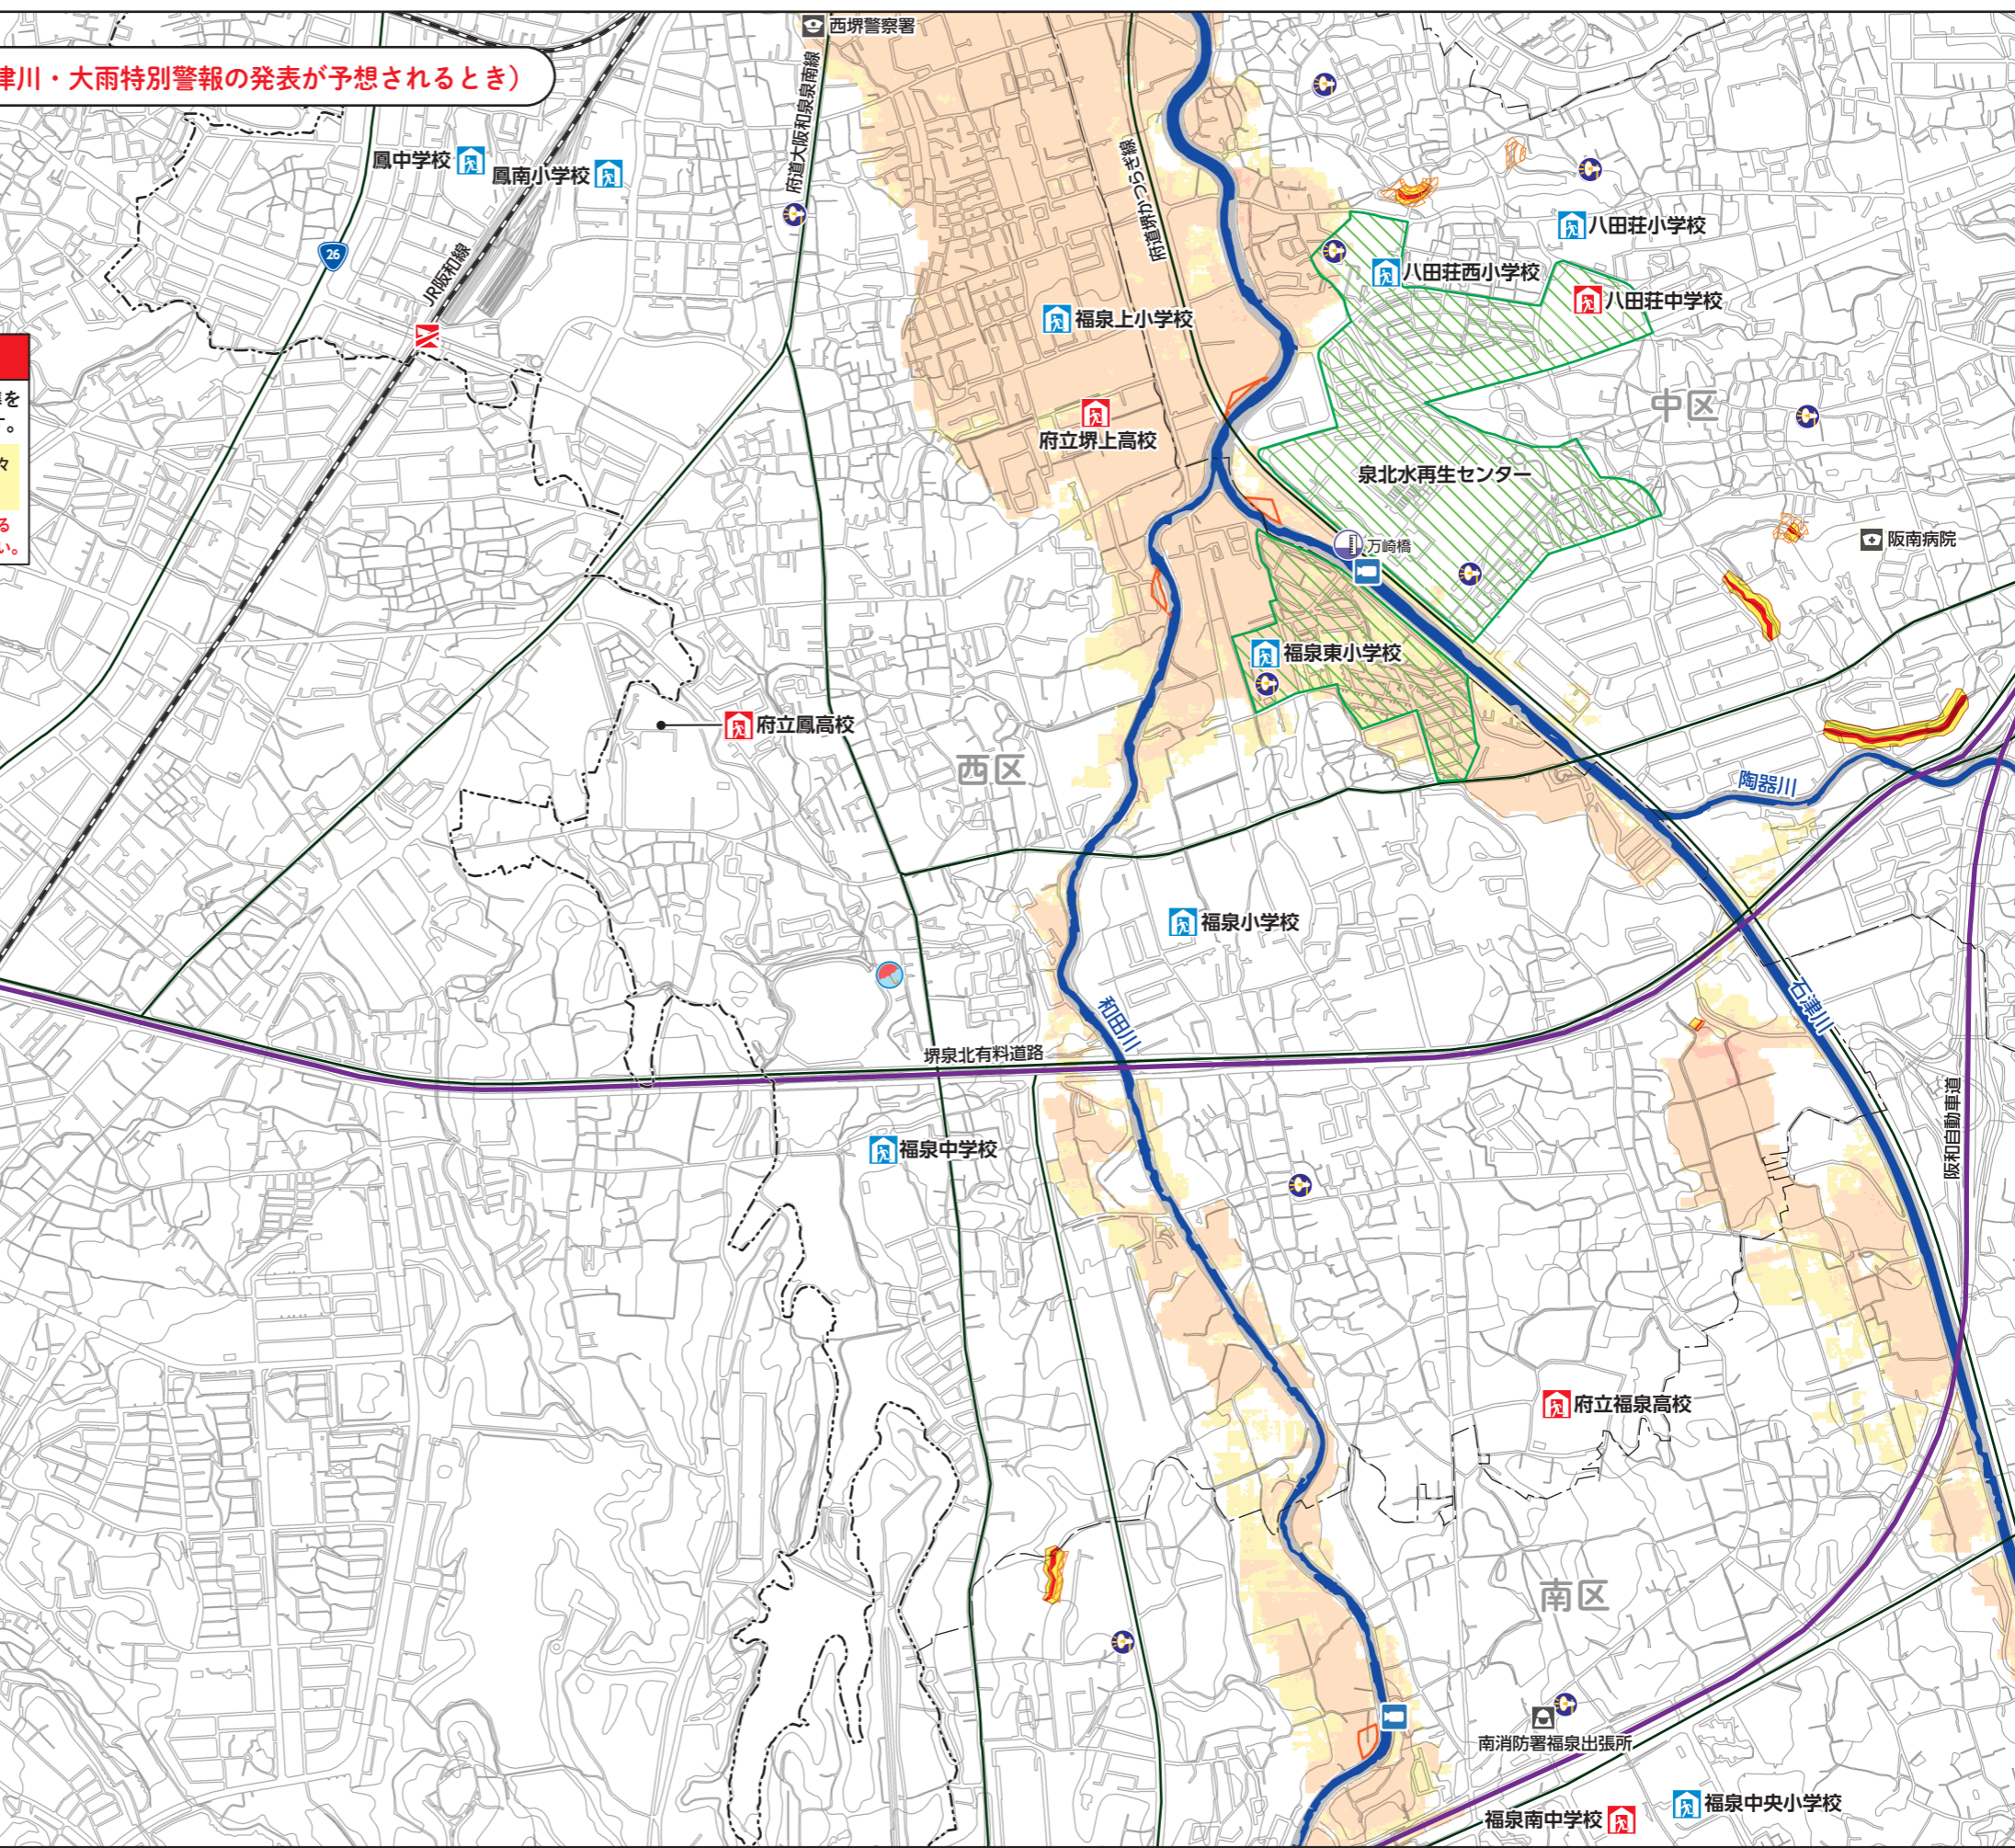 西堺警察署
津川・大雨特別警報の発表が予想されるとき）
府道大阪和泉泉南線
府道堺かつらぎ線
鳳中学校
鳳南小学校
八田荘小学校
26
JR阪和線
八田荘西小学校
八田荘中学校
福泉上小学校
を
す。
々
中区
府立堺上高校
泉北水再生センター
る
い。
万崎橋
阪南病院
福泉東小学校
府立鳳高校
西区
陶器川
福泉小学校
和田川
石津川
堺泉北有料道路
阪和自動車道
福泉中学校
府立福泉高校
南区
南消防署福泉出張所
福泉中央小学校
福泉南中学校